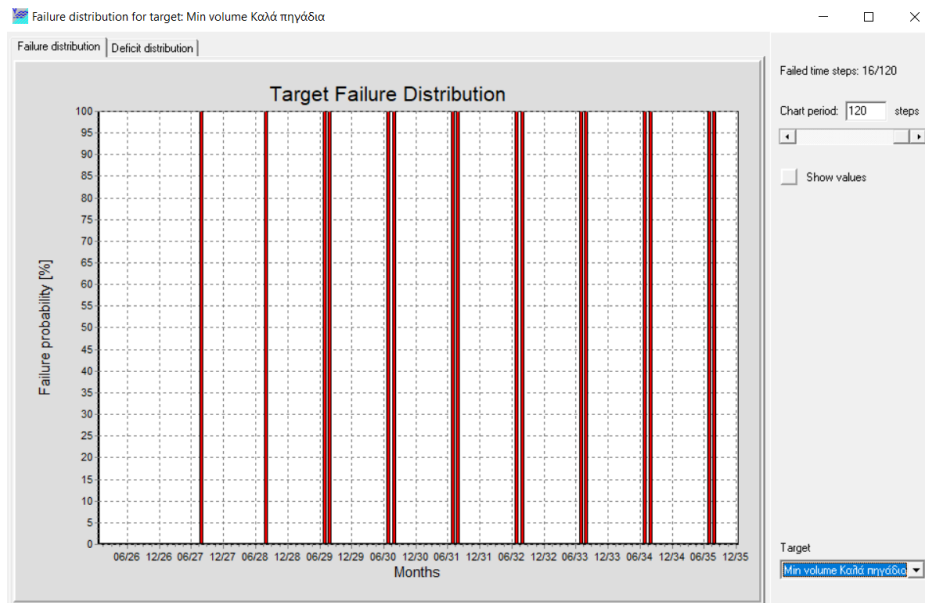 Failure distribution for target: Min volume Καλά πηγάδια
Failure distribution Deficit distribution
Target Failure Distribution
Failure probability [%]
100
95
90
85
80
75
70
65
60
55
50
45
40
35
30
25
20
15
10
5
0
06/26 12/26 06/27 12/27 06/28 12/28 06/29 12/29 06/30 12/30 06/31 12/31 06/32 12/32 06/33 12/33 06/34 12/34 06/35 12/35
Months
Failed time steps: 16/120
Chart period: 120 steps
Show values
Target
Min volume Καλά πηγάδια